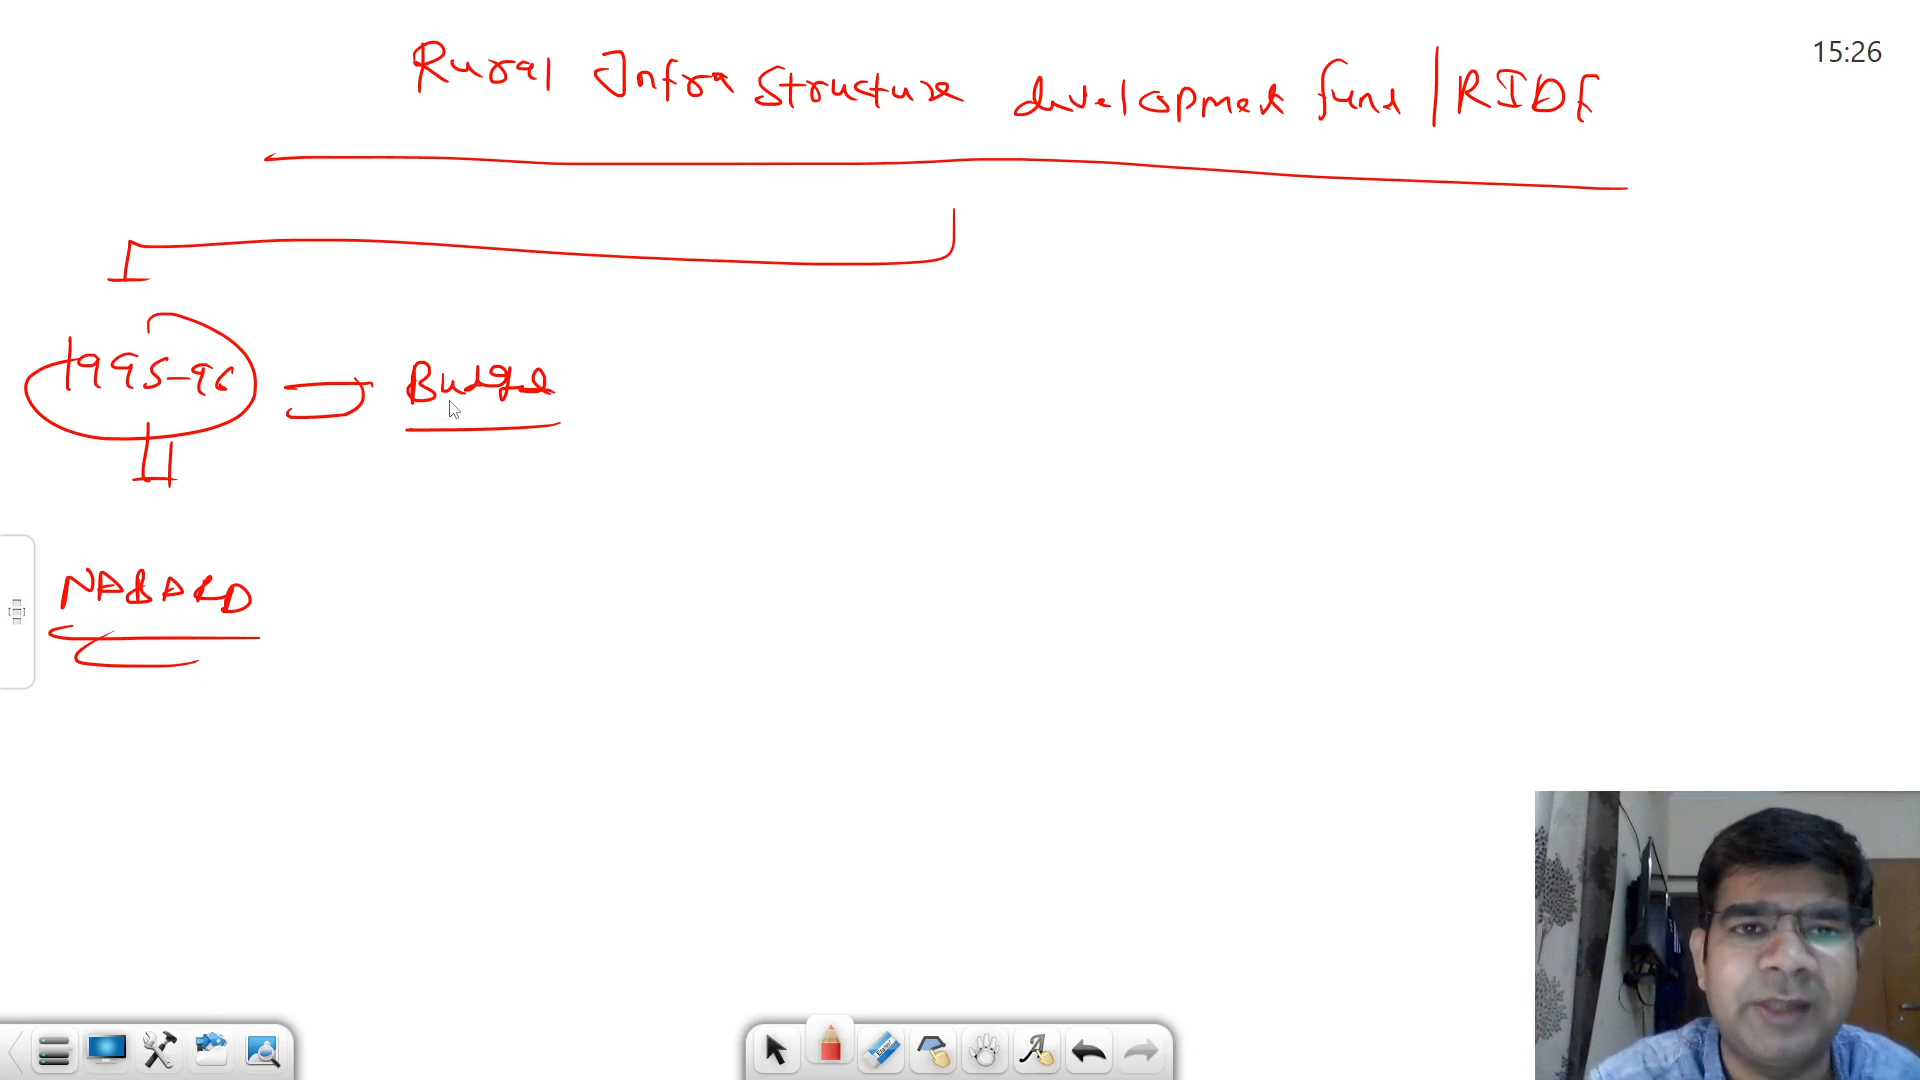 15:26
Rural Infra Structure development fund | RIDF
1995-96 Budget
NABARD